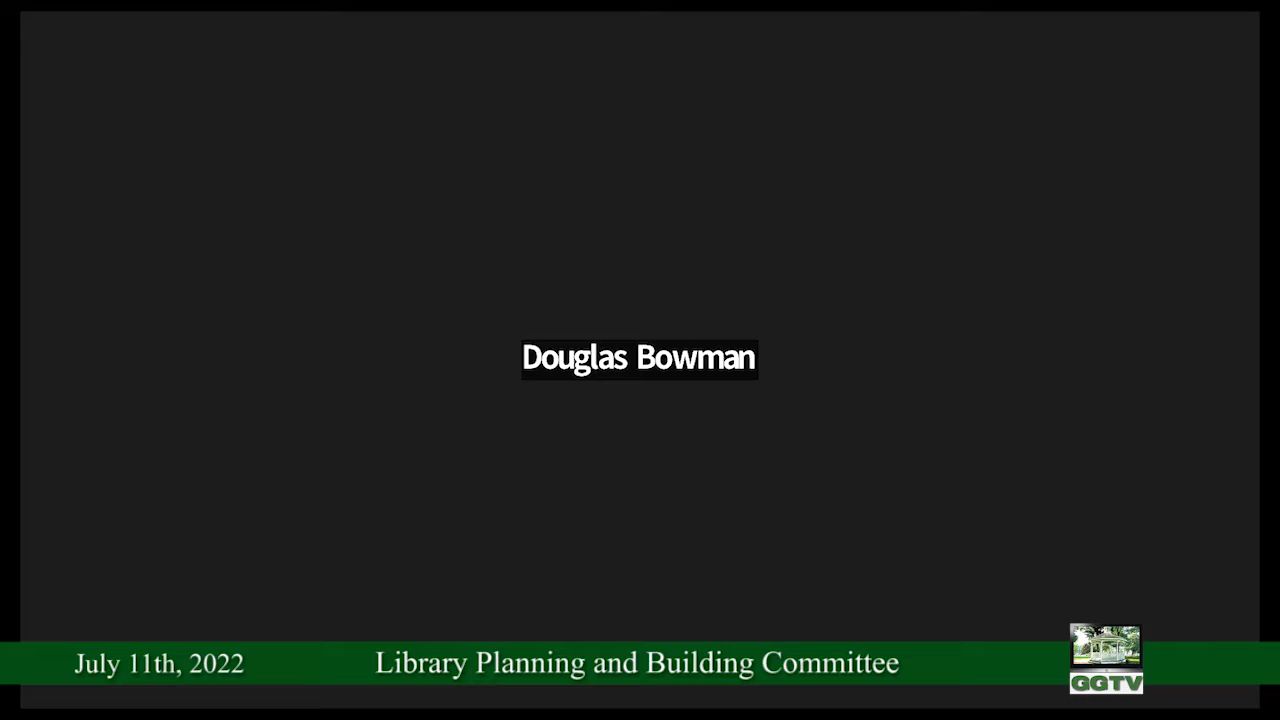 Douglas Bowman
July 11th, 2022
Library Planning and Building Committee
GGTV